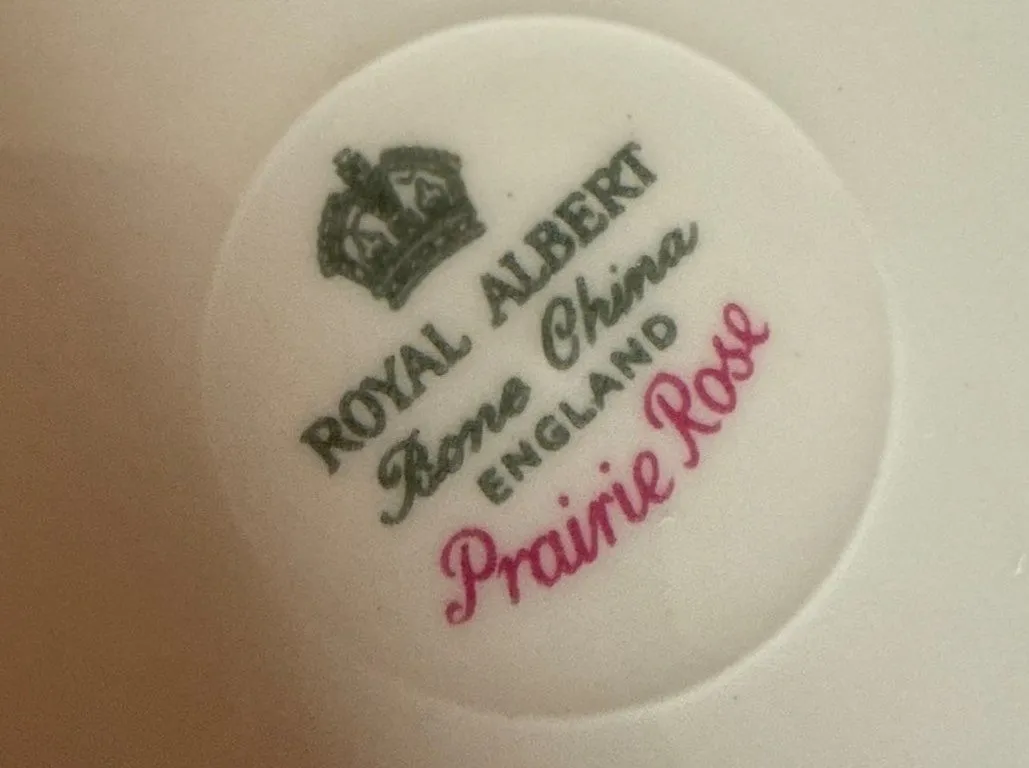 ROYAL ALBERT
Bone China
ENGLAND
Prairie Rose